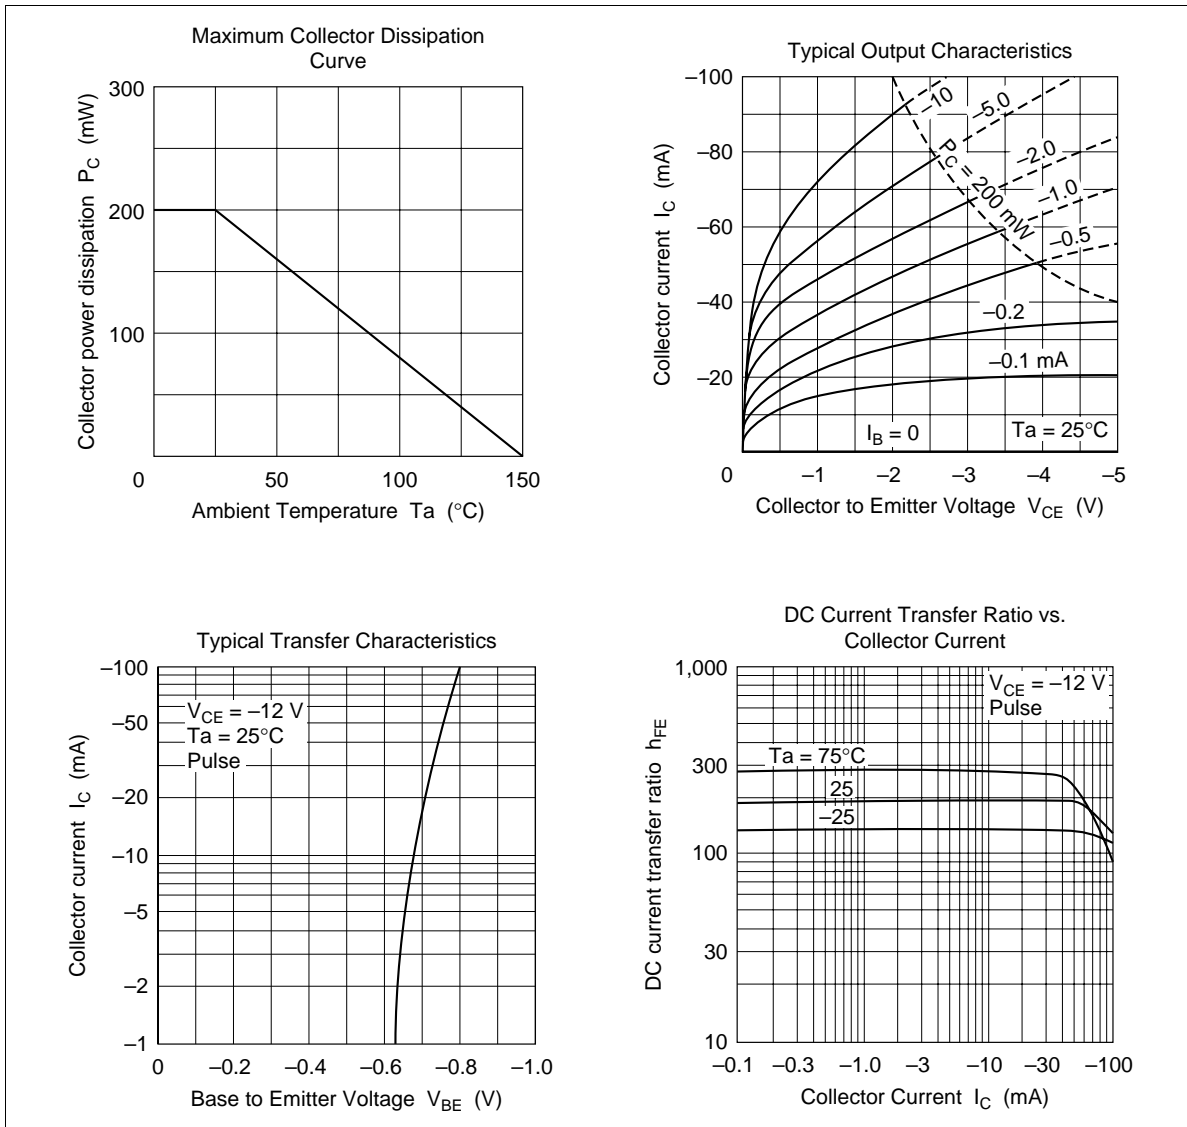 Maximum Collector Dissipation
Curve
Collector power dissipation P_C (mW)
300
200
100
0
50
100
150
Ambient Temperature Ta (°C)
Typical Output Characteristics
Collector current I_C (mA)
–100
–80
–60
–40
–20
–10
–5.0
–2.0
–1.0
–0.5
–0.2
–0.1 mA
P_C = 200 mW
I_B = 0
Ta = 25°C
0
–1
–2
–3
–4
–5
Collector to Emitter Voltage V_CE (V)
Typical Transfer Characteristics
Collector current I_C (mA)
–100
–50
–20
–10
–5
–2
–1
V_CE = –12 V
Ta = 25°C
Pulse
0
–0.2
–0.4
–0.6
–0.8
–1.0
Base to Emitter Voltage V_BE (V)
DC Current Transfer Ratio vs.
Collector Current
DC current transfer ratio h_FE
1,000
300
100
30
10
V_CE = –12 V
Pulse
Ta = 75°C
25
–25
–0.1
–0.3
–1.0
–3
–10
–30
–100
Collector Current I_C (mA)